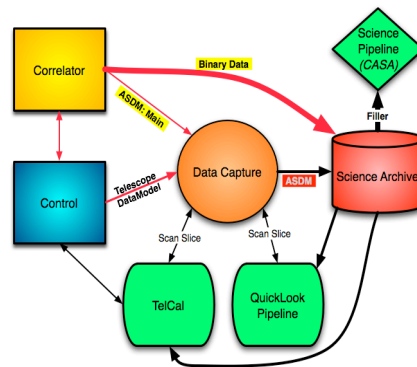 Correlator
Binary Data
Science
Pipeline
(CASA)
ASDM: Main
Filler
Control
Telescope
DataModel
Data Capture
ASDM
Science Archive
Scan Slice
Scan Slice
TelCal
QuickLook
Pipeline